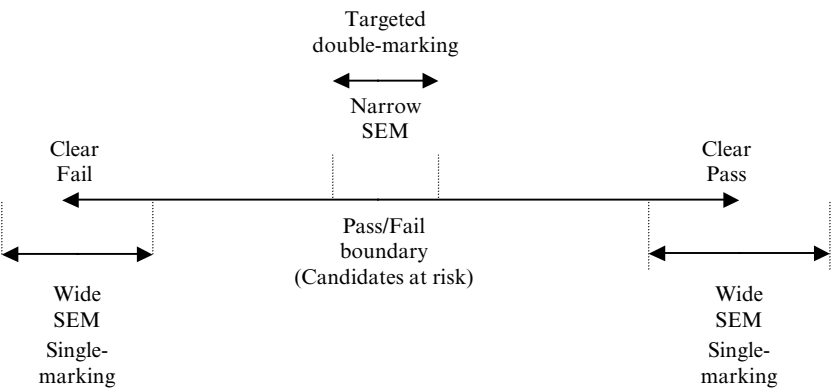 Targeted
double-marking
Narrow
SEM
Clear
Fail
Clear
Pass
Pass/Fail
boundary
(Candidates at risk)
Wide
SEM
Single-
marking
Wide
SEM
Single-
marking